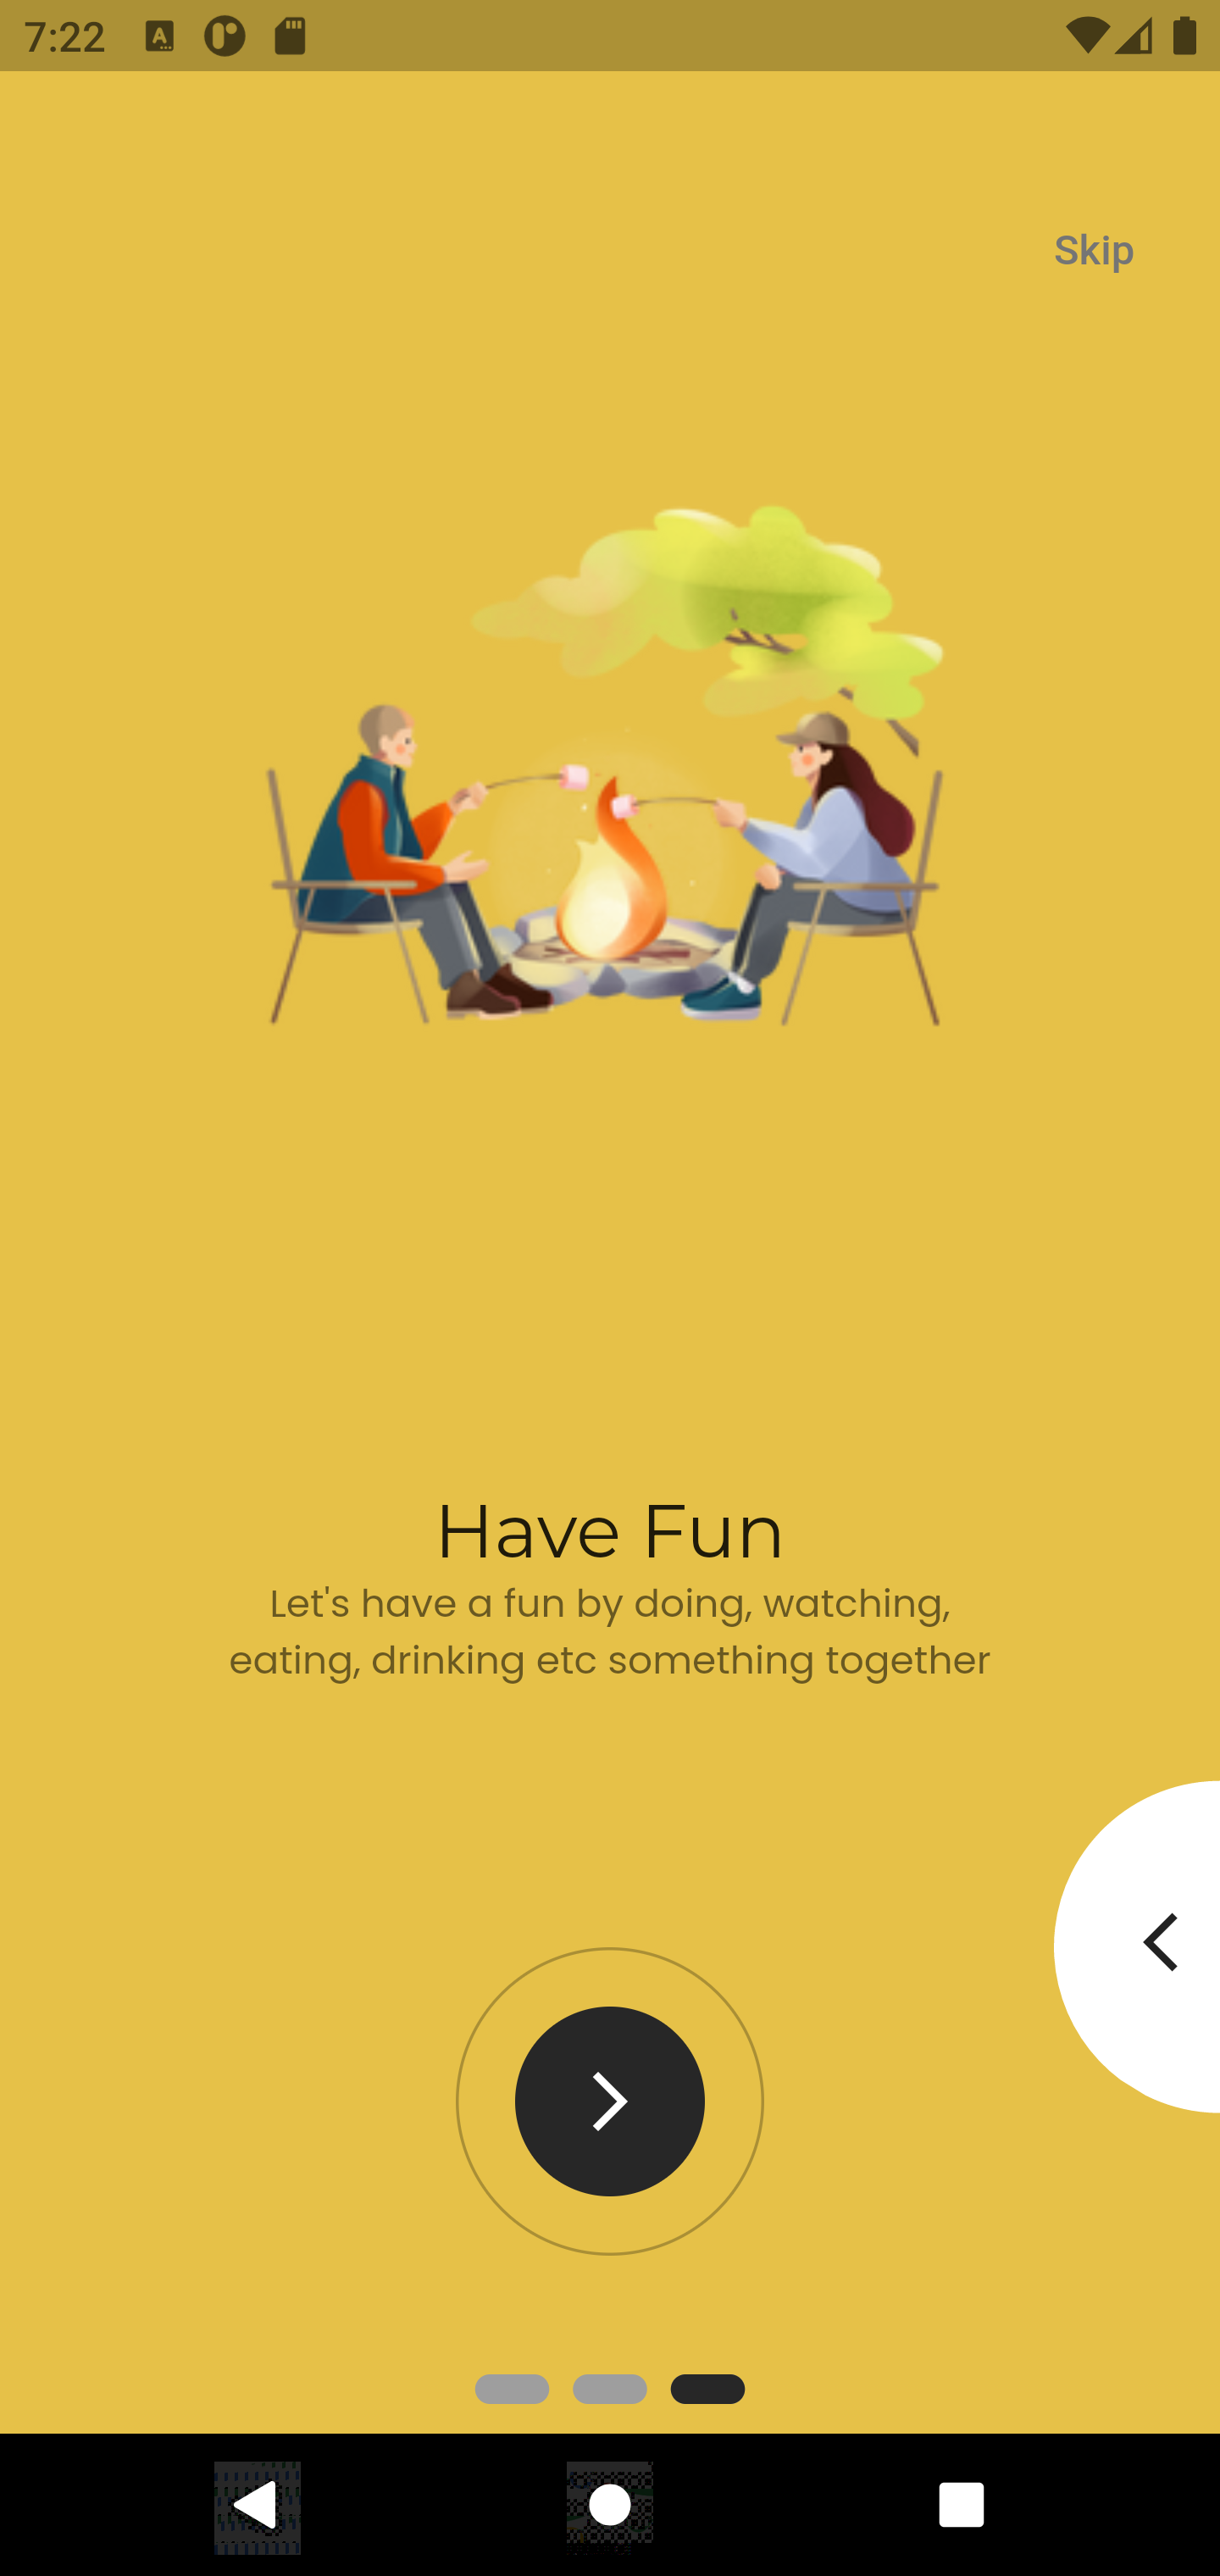 7:22
Skip
Have Fun
Let's have a fun by doing, watching,
eating, drinking etc something together